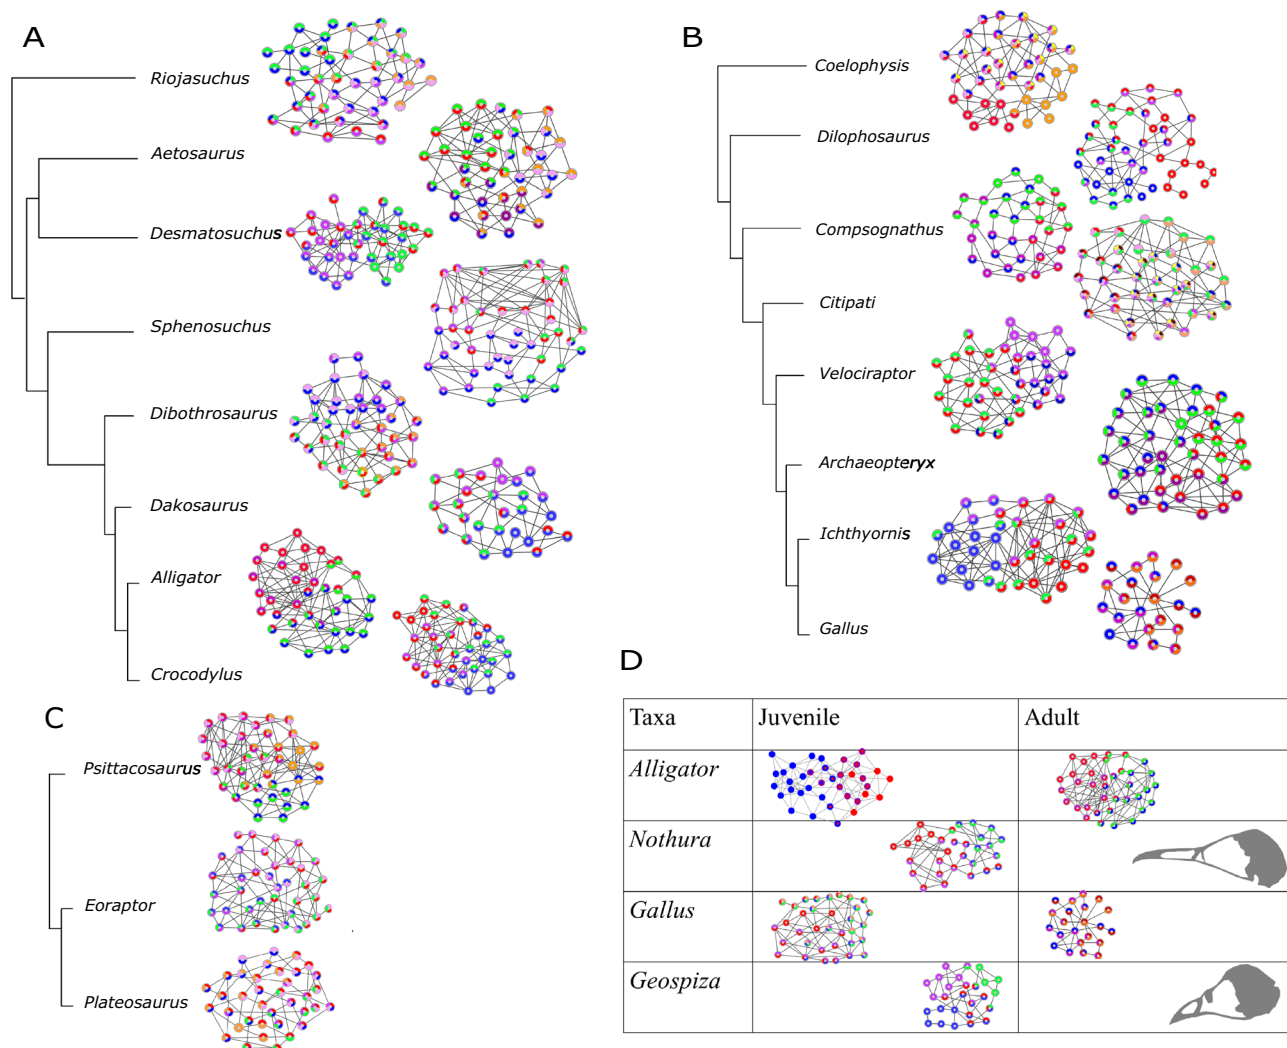 A
Riojasuchus
Aetosaurus
Desmatosuchus
Sphenosuchus
Dibothrosaurus
Dakosaurus
Alligator
Crocodylus
B
Coelophysis
Dilophosaurus
Compsognathus
Citipati
Velociraptor
Archaeopteryx
Ichthyornis
Gallus
C
Psittacosaurus
Eoraptor
Plateosaurus
D
Taxa Juvenile Adult
Alligator
Nothura
Gallus
Geospiza